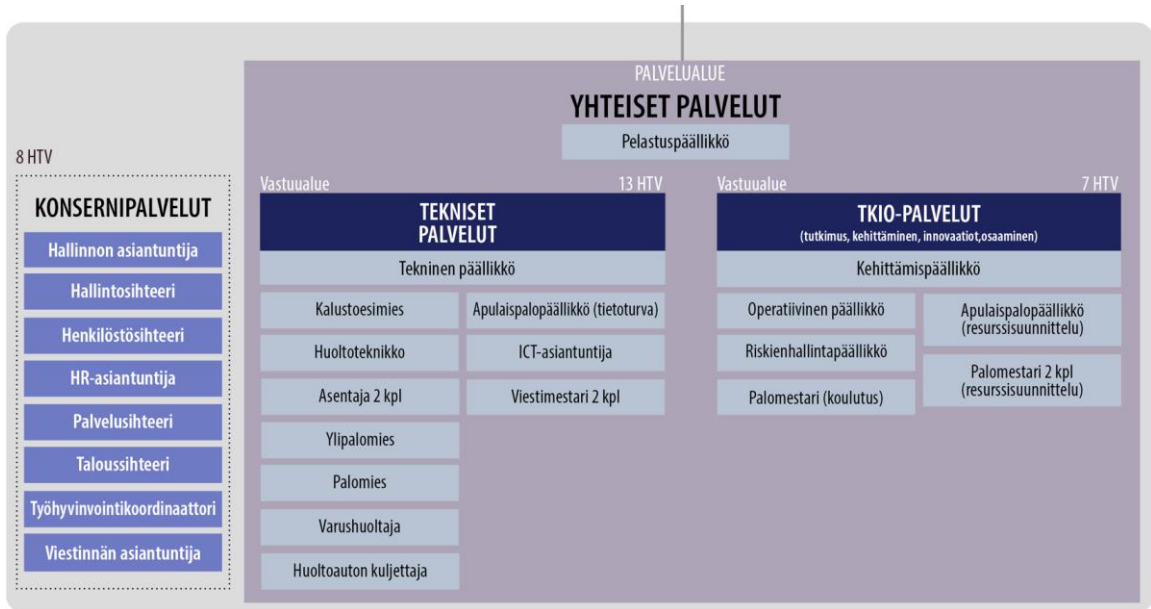 PALVELUALUE
YHTEISET PALVELUT
Pelastuspäällikkö
8 HTV
KONSERNIPALVELUT
Hallinnon asiantuntija
Hallintosihteeri
Henkilöstösihteeri
HR-asiantuntija
Palvelusihteeri
Taloussihteeri
Työhyvinvointikoordinaattori
Viestinnän asiantuntija
Vastuualue 13 HTV
TEKNISET
PALVELUT
Tekninen päällikkö
Kalustoesimies
Huoltoteknikko
Asentaja 2 kpl
Ylipalomies
Palomies
Varushuoltaja
Huoltoauton kuljettaja
Apulaispalopäällikkö (tietoturva)
ICT-asiantuntija
Viestimestari 2 kpl
Vastuualue 7 HTV
TKIO-PALVELUT
(tutkimus, kehittäminen, innovaatiot,osaaminen)
Kehittämispäällikkö
Operatiivinen päällikkö
Riskienhallintapäällikkö
Palomestari (koulutus)
Apulaispalopäällikkö
(resurssisuunnittelu)
Palomestari 2 kpl
(resurssisuunnittelu)